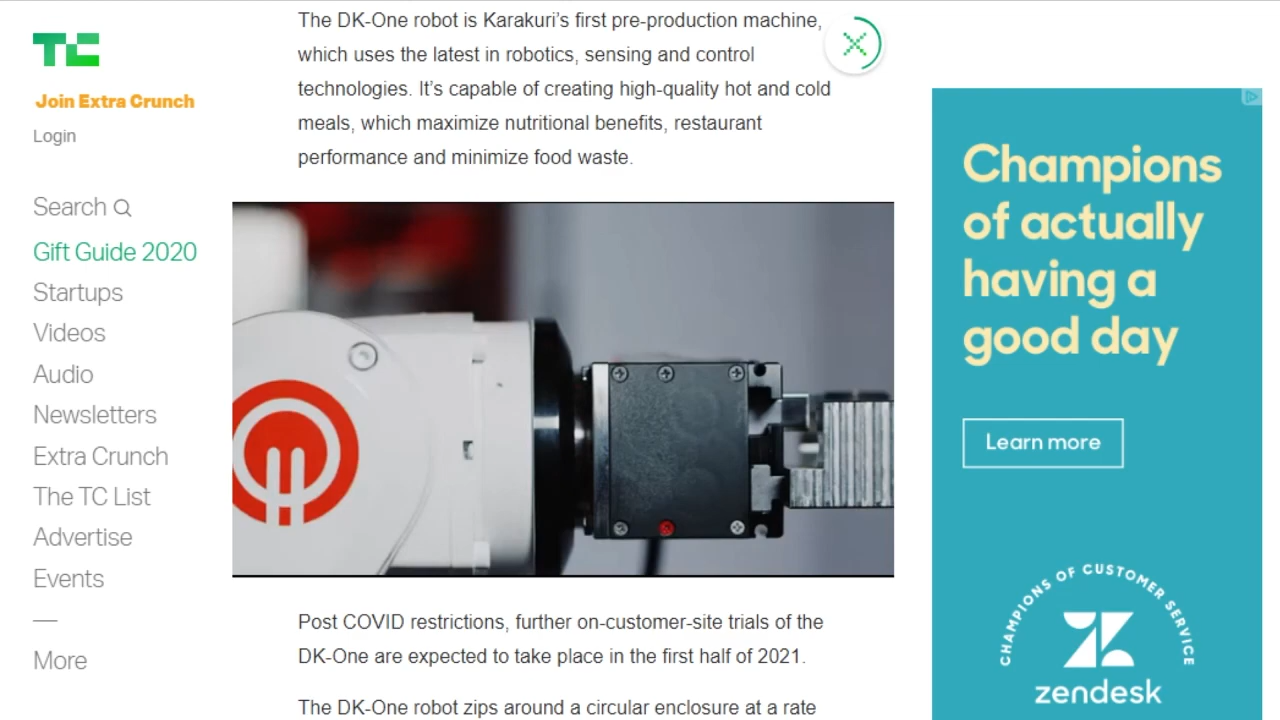 TC
Join Extra Crunch
Login
Search
Gift Guide 2020
Startups
Videos
Audio
Newsletters
Extra Crunch
The TC List
Advertise
Events
More
The DK-One robot is Karakuri’s first pre-production machine,
which uses the latest in robotics, sensing and control
technologies. It’s capable of creating high-quality hot and cold
meals, which maximize nutritional benefits, restaurant
performance and minimize food waste.
Post COVID restrictions, further on-customer-site trials of the
DK-One are expected to take place in the first half of 2021.
The DK-One robot zips around a circular enclosure at a rate
Champions
of actually
having a
good day
Learn more
CHAMPIONS OF CUSTOMER SERVICE
zendesk